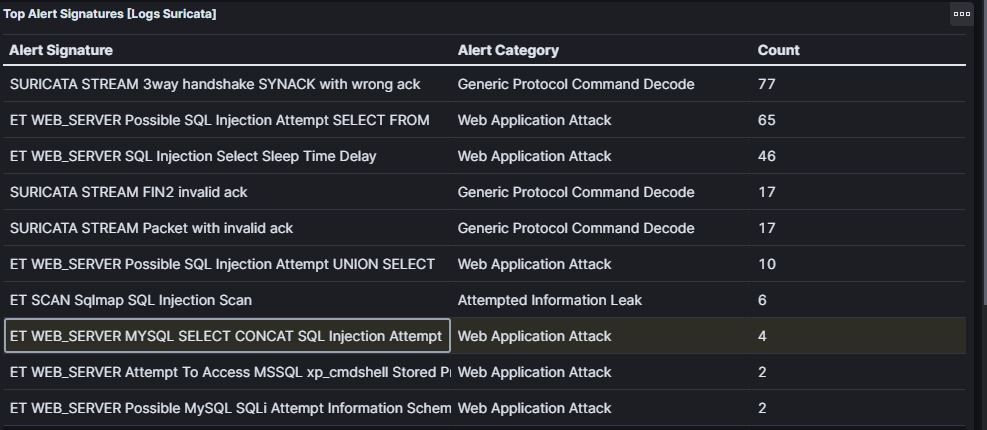 Top Alert Signatures [Logs Suricata]
Alert Signature Alert Category Count
SURICATA STREAM 3way handshake SYNACK with wrong ack Generic Protocol Command Decode 77
ET WEB_SERVER Possible SQL Injection Attempt SELECT FROM Web Application Attack 65
ET WEB_SERVER SQL Injection Select Sleep Time Delay Web Application Attack 46
SURICATA STREAM FIN2 invalid ack Generic Protocol Command Decode 17
SURICATA STREAM Packet with invalid ack Generic Protocol Command Decode 17
ET WEB_SERVER Possible SQL Injection Attempt UNION SELECT Web Application Attack 10
ET SCAN Sqlmap SQL Injection Scan Attempted Information Leak 6
ET WEB_SERVER MYSQL SELECT CONCAT SQL Injection Attempt Web Application Attack 4
ET WEB_SERVER Attempt To Access MSSQL xp_cmdshell Stored Web Application Attack 2
ET WEB_SERVER Possible MySQL SQLi Attempt Information Schem Web Application Attack 2